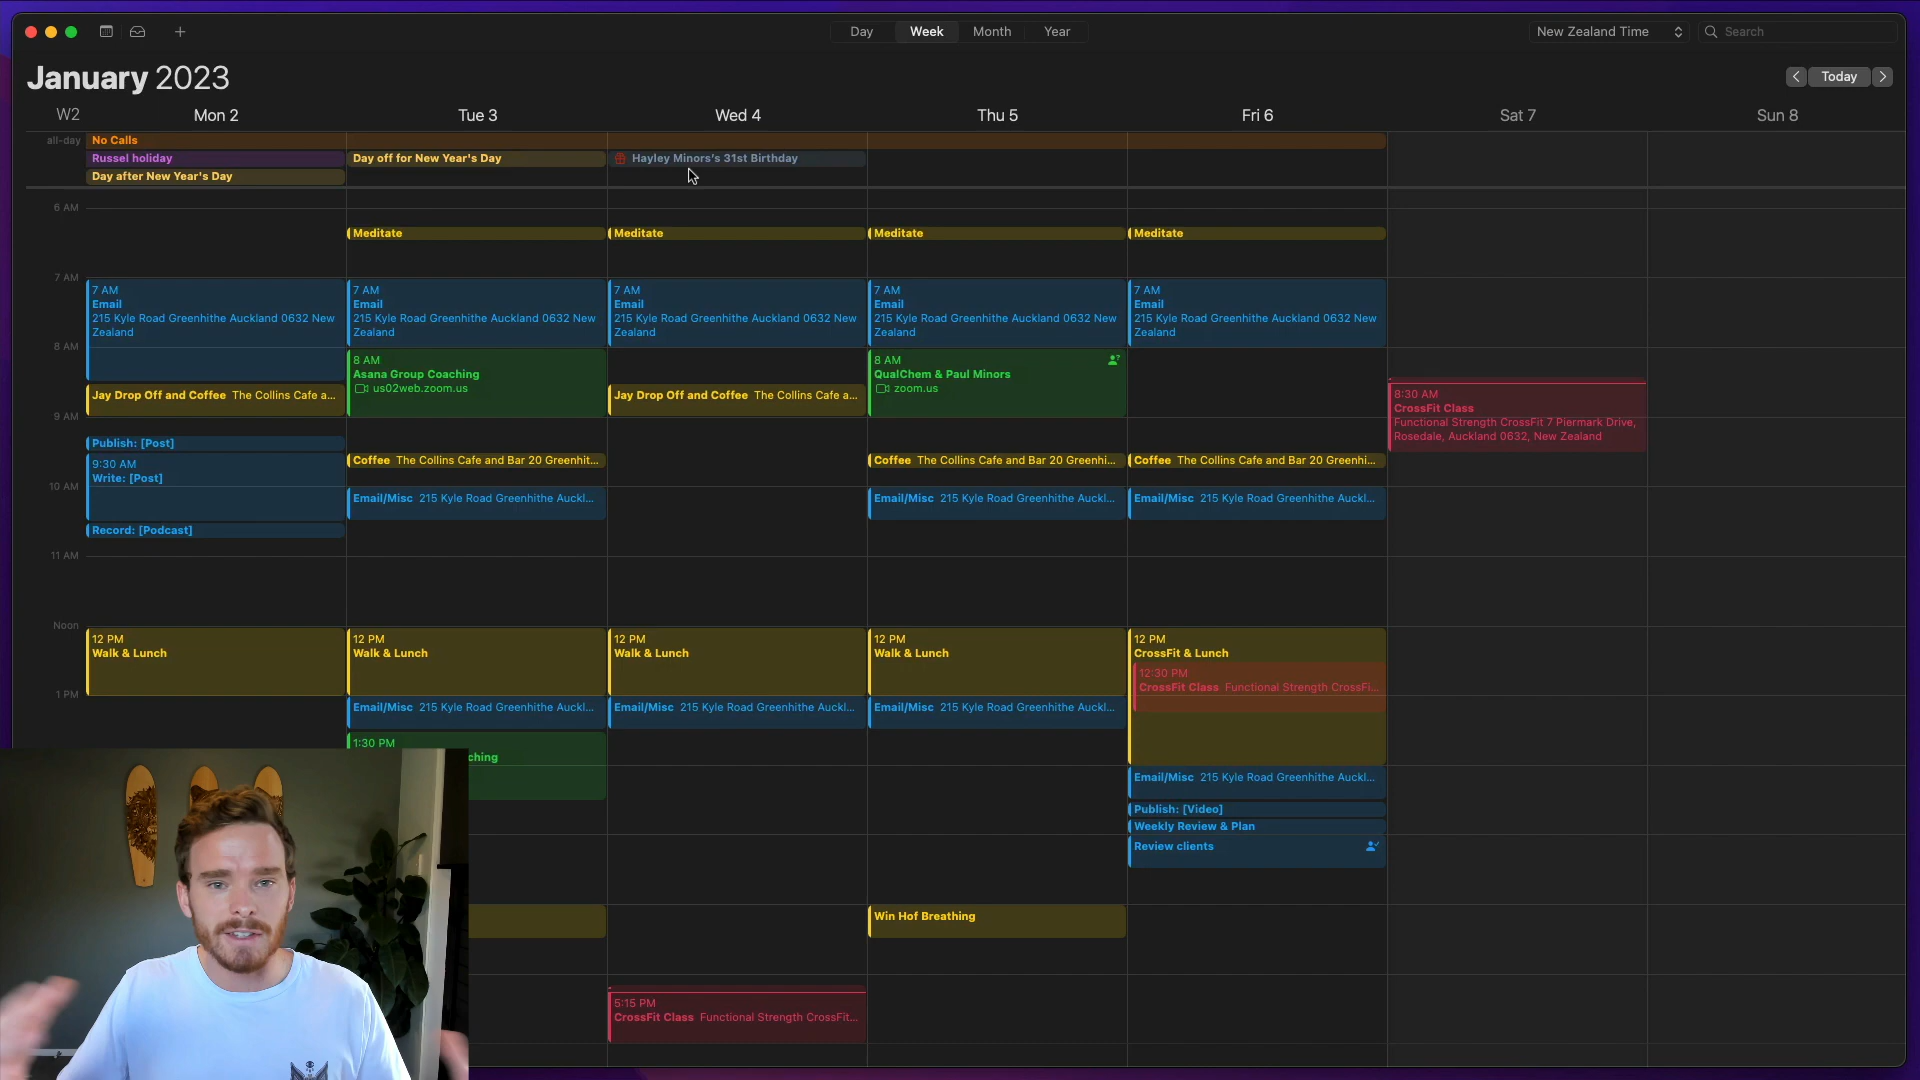 Day
Week
Month
Year
New Zealand Time
Search
January 2023
Today
W2
Mon 2
Tue 3
Wed 4
Thu 5
Fri 6
Sat 7
Sun 8
all-day
No Calls
Russel holiday
Day off for New Year's Day
Hayley Minors's 31st Birthday
Day after New Year's Day
6 AM
Meditate
Meditate
Meditate
Meditate
7 AM
7 AM
Email
215 Kyle Road Greenhithe Auckland 0632 New
Zealand
7 AM
Email
215 Kyle Road Greenhithe Auckland 0632 New
Zealand
7 AM
Email
215 Kyle Road Greenhithe Auckland 0632 New
Zealand
7 AM
Email
215 Kyle Road Greenhithe Auckland 0632 New
Zealand
7 AM
Email
215 Kyle Road Greenhithe Auckland 0632 New
Zealand
8 AM
8 AM
Asana Group Coaching
us02web.zoom.us
8 AM
QualChem & Paul Minors
zoom.us
Jay Drop Off and Coffee The Collins Cafe a...
Jay Drop Off and Coffee The Collins Cafe a...
8:30 AM
CrossFit Class
Functional Strength CrossFit 7 Piermark Drive,
Rosedale, Auckland 0632, New Zealand
9 AM
Publish: [Post]
9:30 AM
Write: [Post]
Coffee The Collins Cafe and Bar 20 Greenhit...
Coffee The Collins Cafe and Bar 20 Greenhi...
Coffee The Collins Cafe and Bar 20 Greenhi...
10 AM
Email/Misc 215 Kyle Road Greenhithe Auckl...
Email/Misc 215 Kyle Road Greenhithe Auckl...
Email/Misc 215 Kyle Road Greenhithe Auckl...
Record: [Podcast]
11 AM
Noon
12 PM
Walk & Lunch
12 PM
Walk & Lunch
12 PM
Walk & Lunch
12 PM
Walk & Lunch
12 PM
CrossFit & Lunch
12:30 PM
CrossFit Class Functional Strength CrossFi...
1 PM
Email/Misc 215 Kyle Road Greenhithe Auckl...
Email/Misc 215 Kyle Road Greenhithe Auckl...
Email/Misc 215 Kyle Road Greenhithe Auckl...
1:30 PM
ching
Email/Misc 215 Kyle Road Greenhithe Auckl...
Publish: [Video]
Weekly Review & Plan
Review clients
Win Hof Breathing
5:15 PM
CrossFit Class Functional Strength CrossFit...